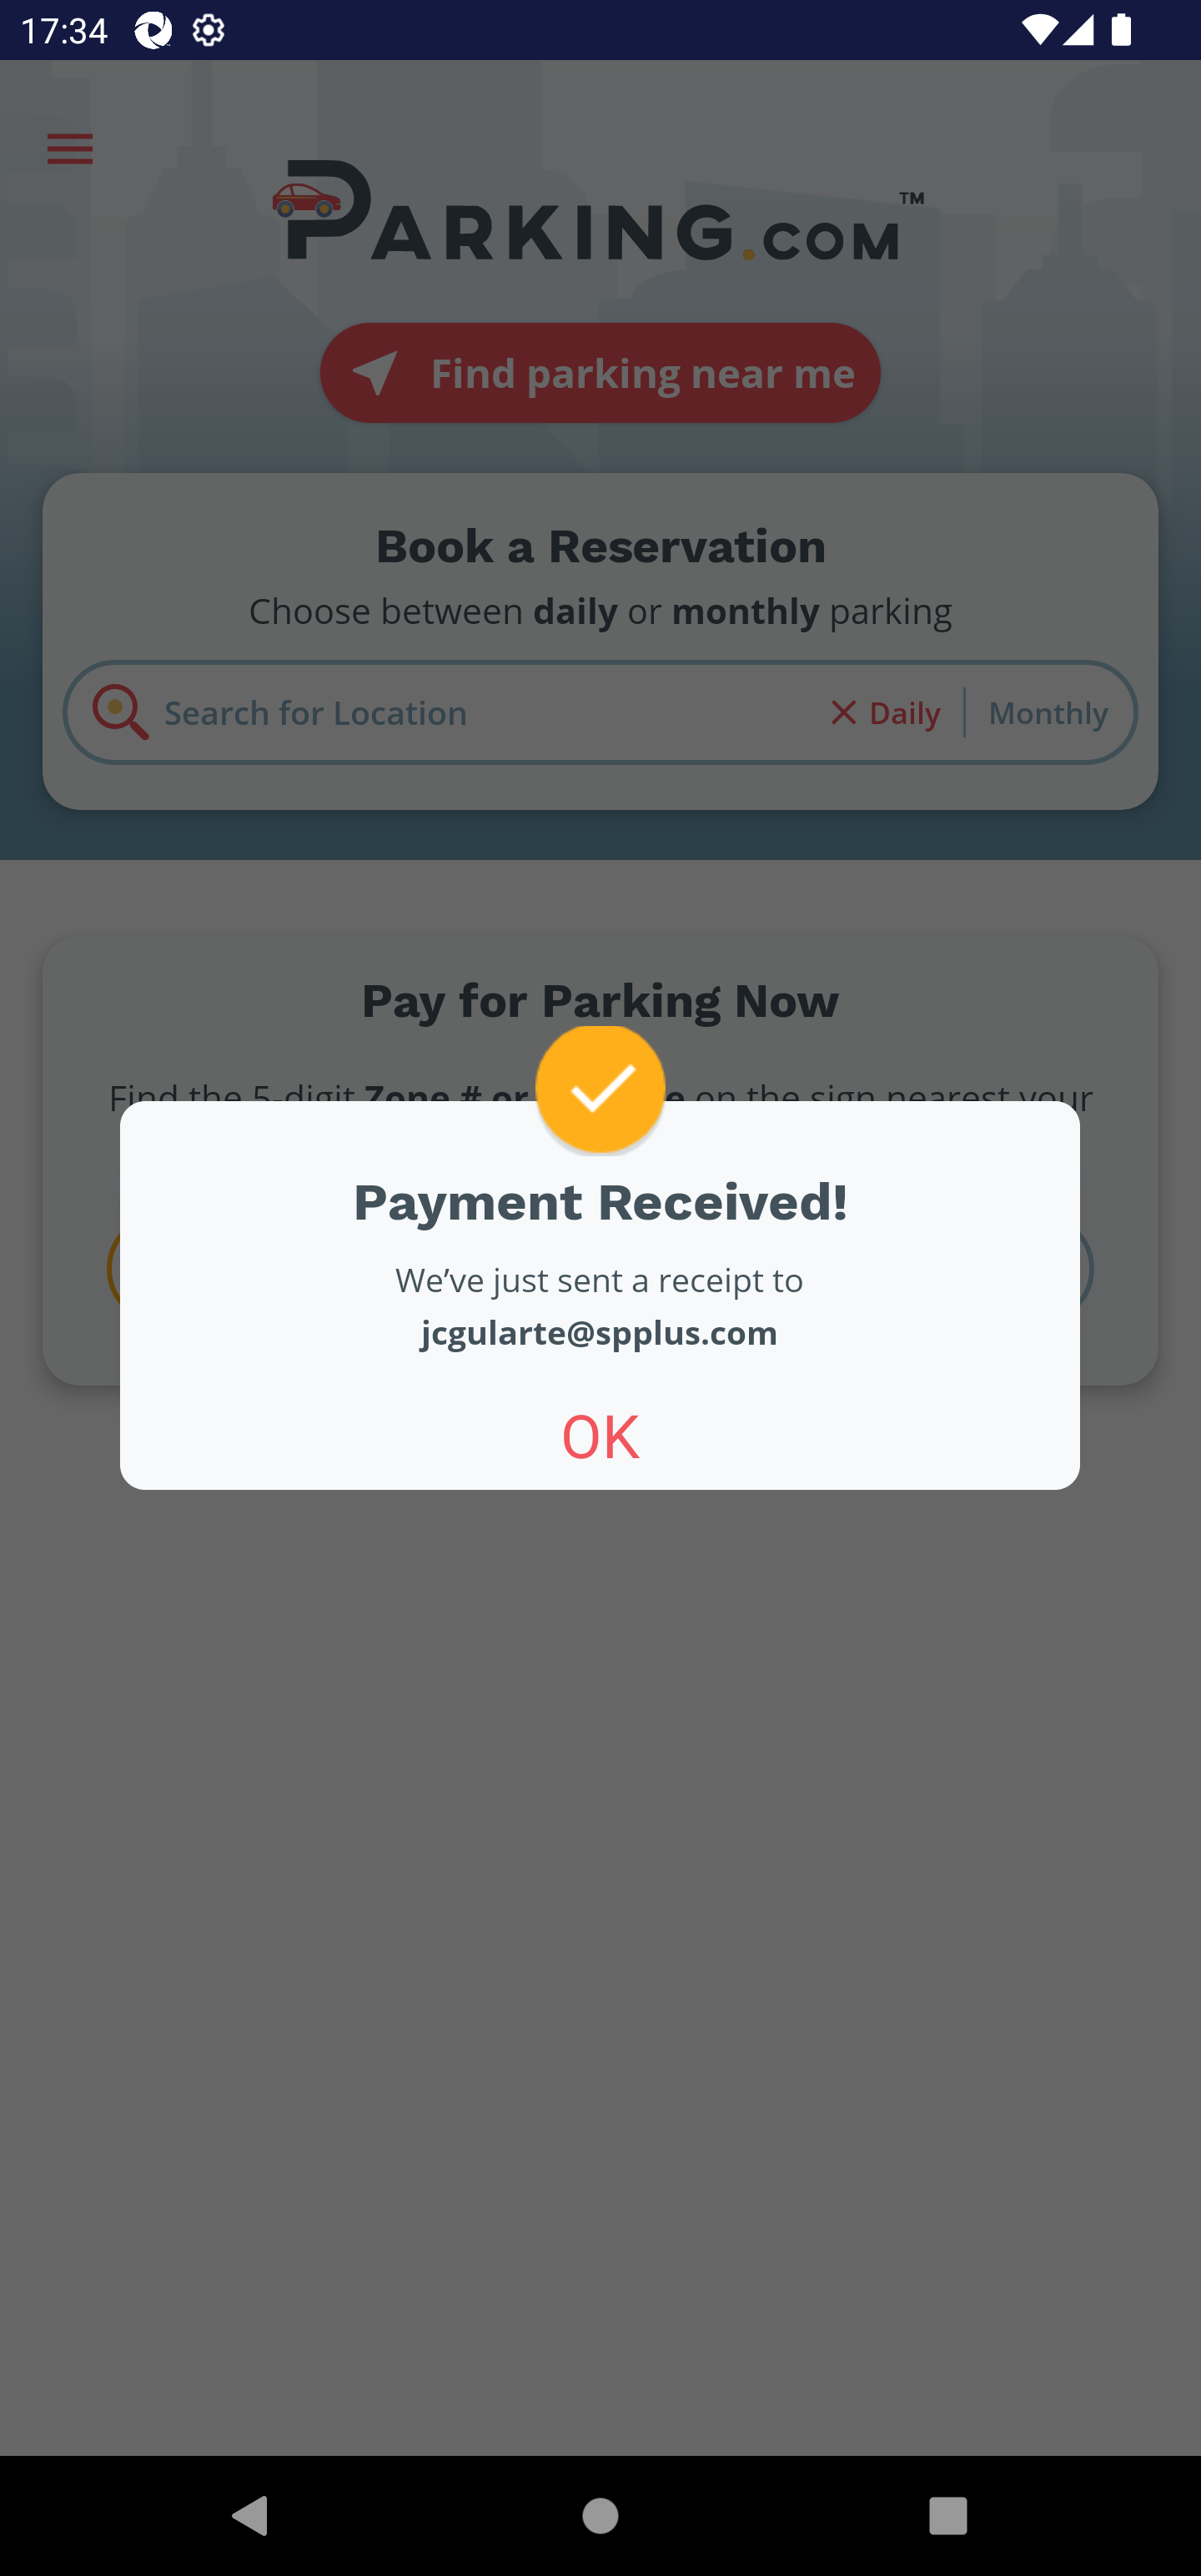 17:34
PARKING.COM™
Find parking near me
Book a Reservation
Choose between daily or monthly parking
Search for Location
Daily
Monthly
Pay for Parking Now
Find the 5-digit Zone # or on the sign nearest your
Payment Received!
We’ve just sent a receipt to
jcgularte@spplus.com
OK